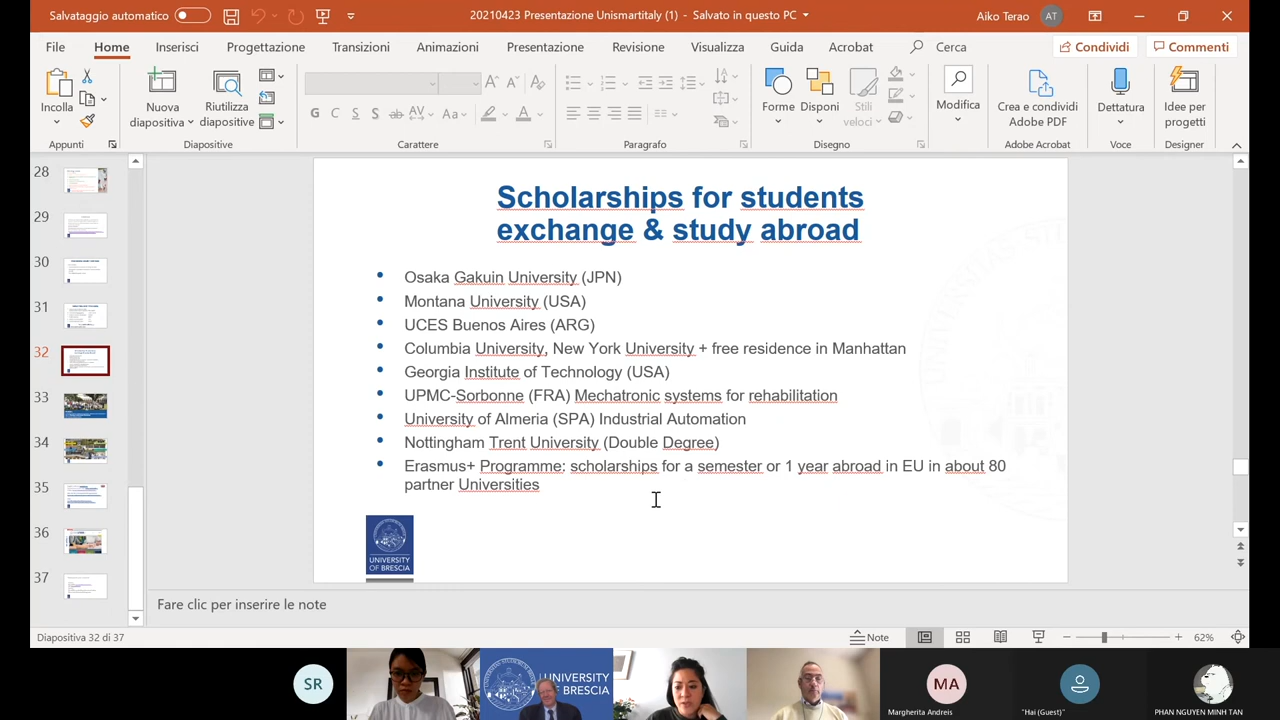 Salvataggio automatico
20210423 Presentazione Unismartitaly (1) - Salvato in questo PC
Aiko Terao AT
File Home Inserisci Progettazione Transizioni Animazioni Presentazione Revisione Visualizza Guida Acrobat Cerca Condividi Commenti
Incolla
Nuova diapositiva
Riutilizza diapositive
G C S S ab AV Aa A
Forme
Disponi
Stili veloci
Modifica
Crea e condividi Adobe PDF
Dettatura
Idee per progetti
Appunti Diapositive Carattere Paragrafo Disegno Adobe Acrobat Voce Designer
28
29
30
31
32
33
34
35
36
37
Scholarships for students
exchange & study abroad
• Osaka Gakuin University (JPN)
• Montana University (USA)
• UCES Buenos Aires (ARG)
• Columbia University, New York University + free residence in Manhattan
• Georgia Institute of Technology (USA)
• UPMC-Sorbonne (FRA) Mechatronic systems for rehabilitation
• University of Almeria (SPA) Industrial Automation
• Nottingham Trent University (Double Degree)
• Erasmus+ Programme: scholarships for a semester or 1 year abroad in EU in about 80
partner Universities
UNIVERSITY
OF BRESCIA
Fare clic per inserire le note
Diapositiva 32 di 37
Note
62%
SR
UNIVERSITY
OF BRESCIA
MA
Margherita Andreis
"Hai (Guest)"
PHAN NGUYEN MINH TAN